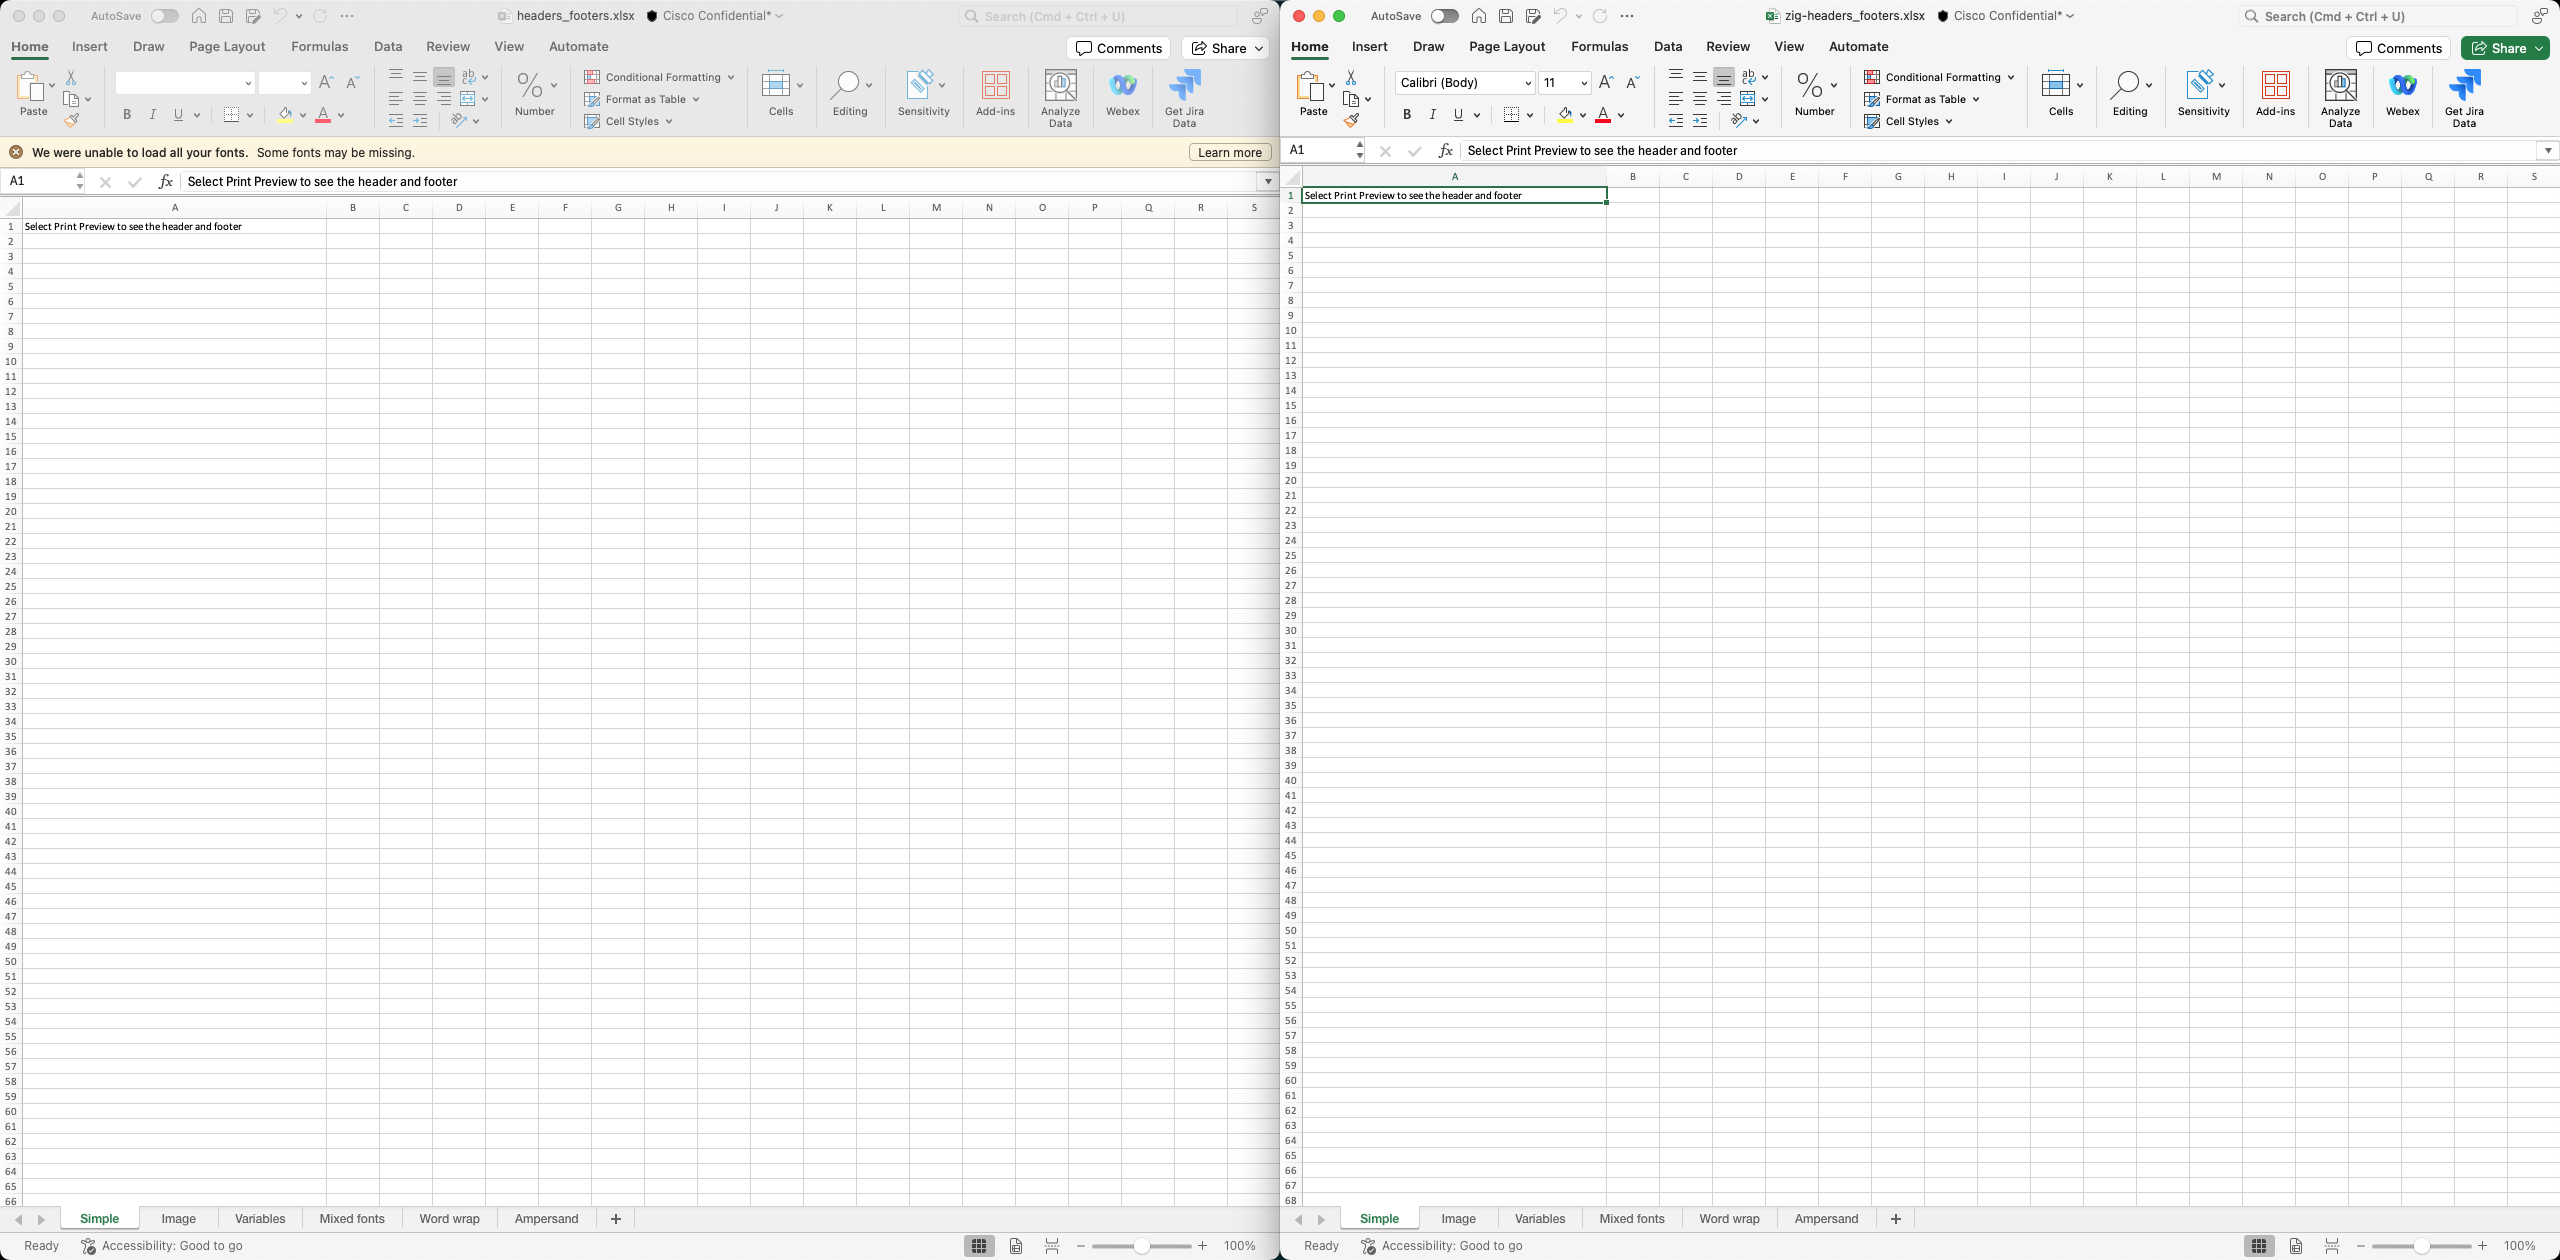 AutoSave headers_footers.xlsx Cisco Confidential* Search (Cmd + Ctrl + U)
Home Insert Draw Page Layout Formulas Data Review View Automate Comments Share
Paste
B I U
ab
Number
Conditional Formatting
Format as Table
Cell Styles
Cells
Editing
Sensitivity
Add-ins
Analyze
Data
Webex
Get Jira
Data
We were unable to load all your fonts. Some fonts may be missing. Learn more
A1 fx Select Print Preview to see the header and footer
A B C D E F G H I J K L M N O P Q R S
1 Select Print Preview to see the header and footer
2
3
4
5
6
7
8
9
10
11
12
13
14
15
16
17
18
19
20
21
22
23
24
25
26
27
28
29
30
31
32
33
34
35
36
37
38
39
40
41
42
43
44
45
46
47
48
49
50
51
52
53
54
55
56
57
58
59
60
61
62
63
64
65
66
Simple Image Variables Mixed fonts Word wrap Ampersand +
Ready Accessibility: Good to go 100%
AutoSave zig-headers_footers.xlsx Cisco Confidential* Search (Cmd + Ctrl + U)
Home Insert Draw Page Layout Formulas Data Review View Automate Comments Share
Paste
Calibri (Body) 11
B I U
ab
Number
Conditional Formatting
Format as Table
Cell Styles
Cells
Editing
Sensitivity
Add-ins
Analyze
Data
Webex
Get Jira
Data
A1 fx Select Print Preview to see the header and footer
A B C D E F G H I J K L M N O P Q R S
1 Select Print Preview to see the header and footer
2
3
4
5
6
7
8
9
10
11
12
13
14
15
16
17
18
19
20
21
22
23
24
25
26
27
28
29
30
31
32
33
34
35
36
37
38
39
40
41
42
43
44
45
46
47
48
49
50
51
52
53
54
55
56
57
58
59
60
61
62
63
64
65
66
67
68
Simple Image Variables Mixed fonts Word wrap Ampersand +
Ready Accessibility: Good to go 100%